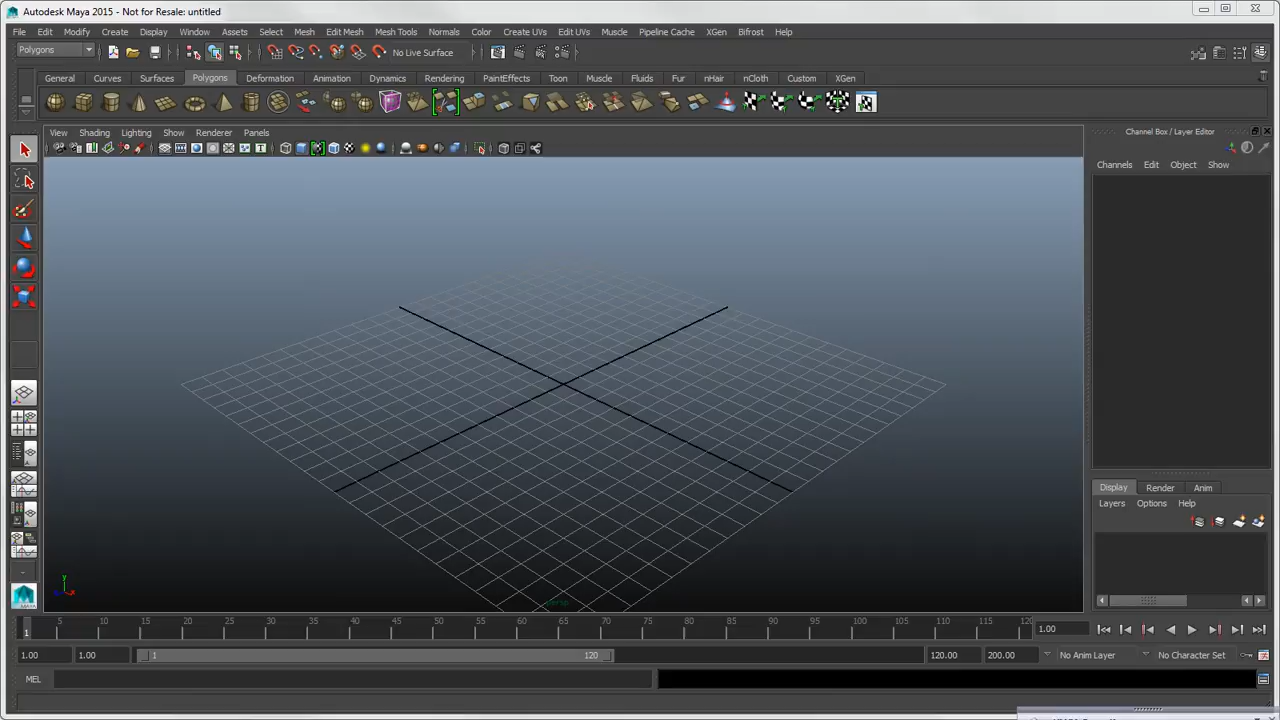 Autodesk Maya 2015 - Not for Resale: untitled
File Edit Modify Create Display Window Assets Select Mesh Edit Mesh Mesh Tools Normals Color Create UVs Edit UVs Muscle Pipeline Cache XGen Bifrost Help
Polygons No Live Surface
General Curves Surfaces Polygons Deformation Animation Dynamics Rendering PaintEffects Toon Muscle Fluids Fur nHair nCloth Custom XGen
View Shading Lighting Show Renderer Panels
Channel Box / Layer Editor
Channels Edit Object Show
Display Render Anim
Layers Options Help
y
persp
MAYA
1 5 10 15 20 25 30 35 40 45 50 55 60 65 70 75 80 85 90 95 100 105 110 115 120 1.00
1.00 1.00 1 120 120.00 200.00 No Anim Layer No Character Set
MEL